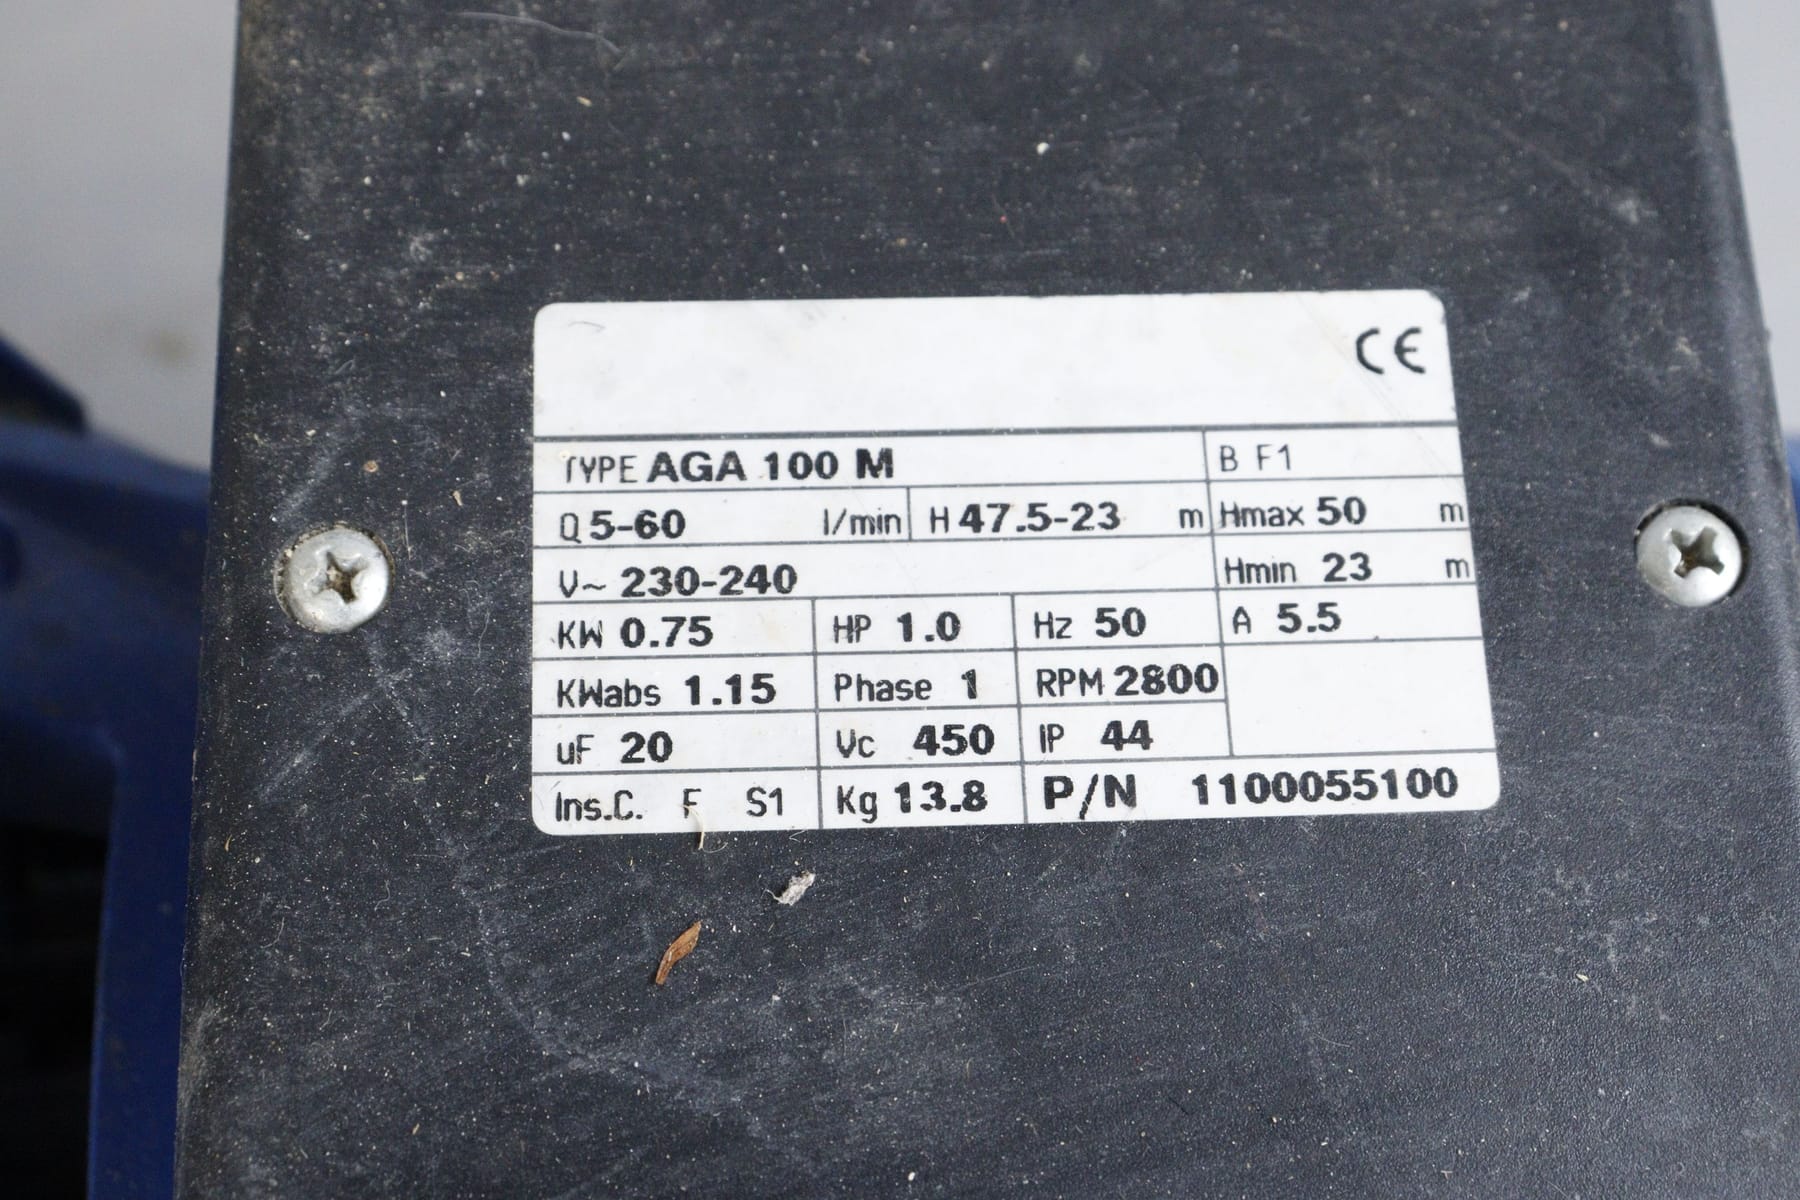 CE
TYPE AGA 100 M B F1
Q 5-60 l/min H 47.5-23 m Hmax 50 m
V~ 230-240 Hmin 23 m
KW 0.75 HP 1.0 Hz 50 A 5.5
KWabs 1.15 Phase 1 RPM 2800
uF 20 Vc 450 IP 44
Ins.C. F S1 Kg 13.8 P/N 1100055100